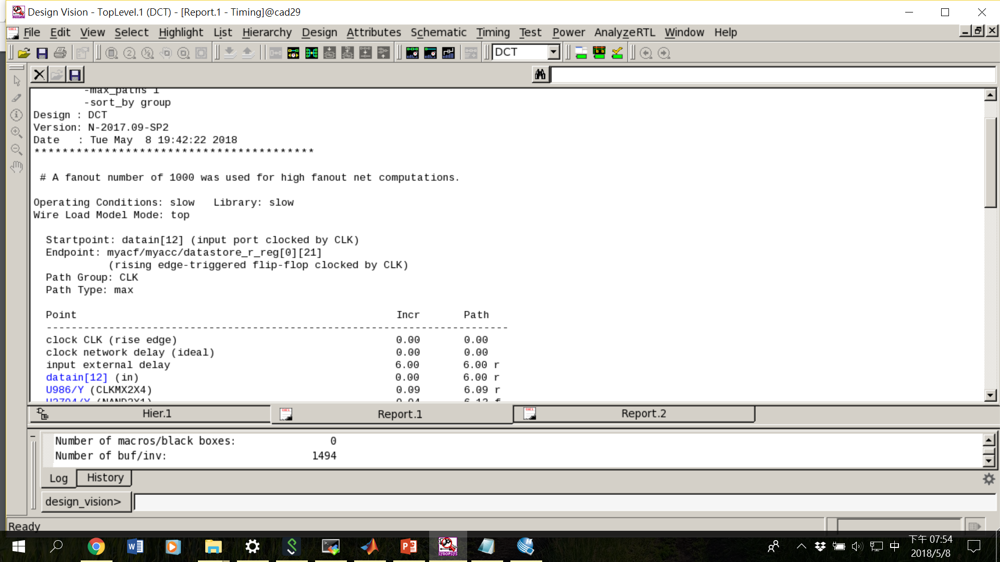 Design Vision - TopLevel.1 (DCT) - [Report.1 - Timing]@cad29
File Edit View Select Highlight List Hierarchy Design Attributes Schematic Timing Test Power AnalyzeRTL Window Help
DCT
-max_paths 1
-sort_by group
Design : DCT
Version: N-2017.09-SP2
Date   : Tue May  8 19:42:22 2018
****************************************
# A fanout number of 1000 was used for high fanout net computations.
Operating Conditions: slow   Library: slow
Wire Load Model Mode: top
Startpoint: datain[12] (input port clocked by CLK)
Endpoint: myacf/myacc/datastore_r_reg[0][21]
(rising edge-triggered flip-flop clocked by CLK)
Path Group: CLK
Path Type: max
Point Incr Path
--------------------------------------------------------------------------
clock CLK (rise edge) 0.00 0.00
clock network delay (ideal) 0.00 0.00
input external delay 6.00 6.00 r
datain[12] (in) 0.00 6.00 r
U986/Y (CLKMX2X4) 0.09 6.09 r
Hier.1 Report.1 Report.2
Number of macros/black boxes: 0
Number of buf/inv: 1494
Log History
design_vision>
Ready
下午 07:54
中
2018/5/8